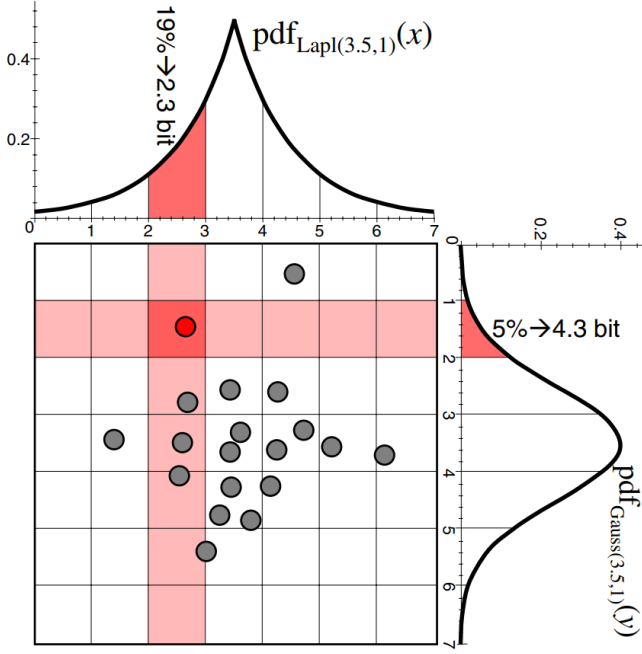 pdf_Lapl(3.5,1)(x)
19%→2.3 bit
0.4
0.2
0 1 2 3 4 5 6 7
0 0.2 0.4
1
5%→4.3 bit
2
3
4
5
6
7
pdf_Gauss(3.5,1)(y)